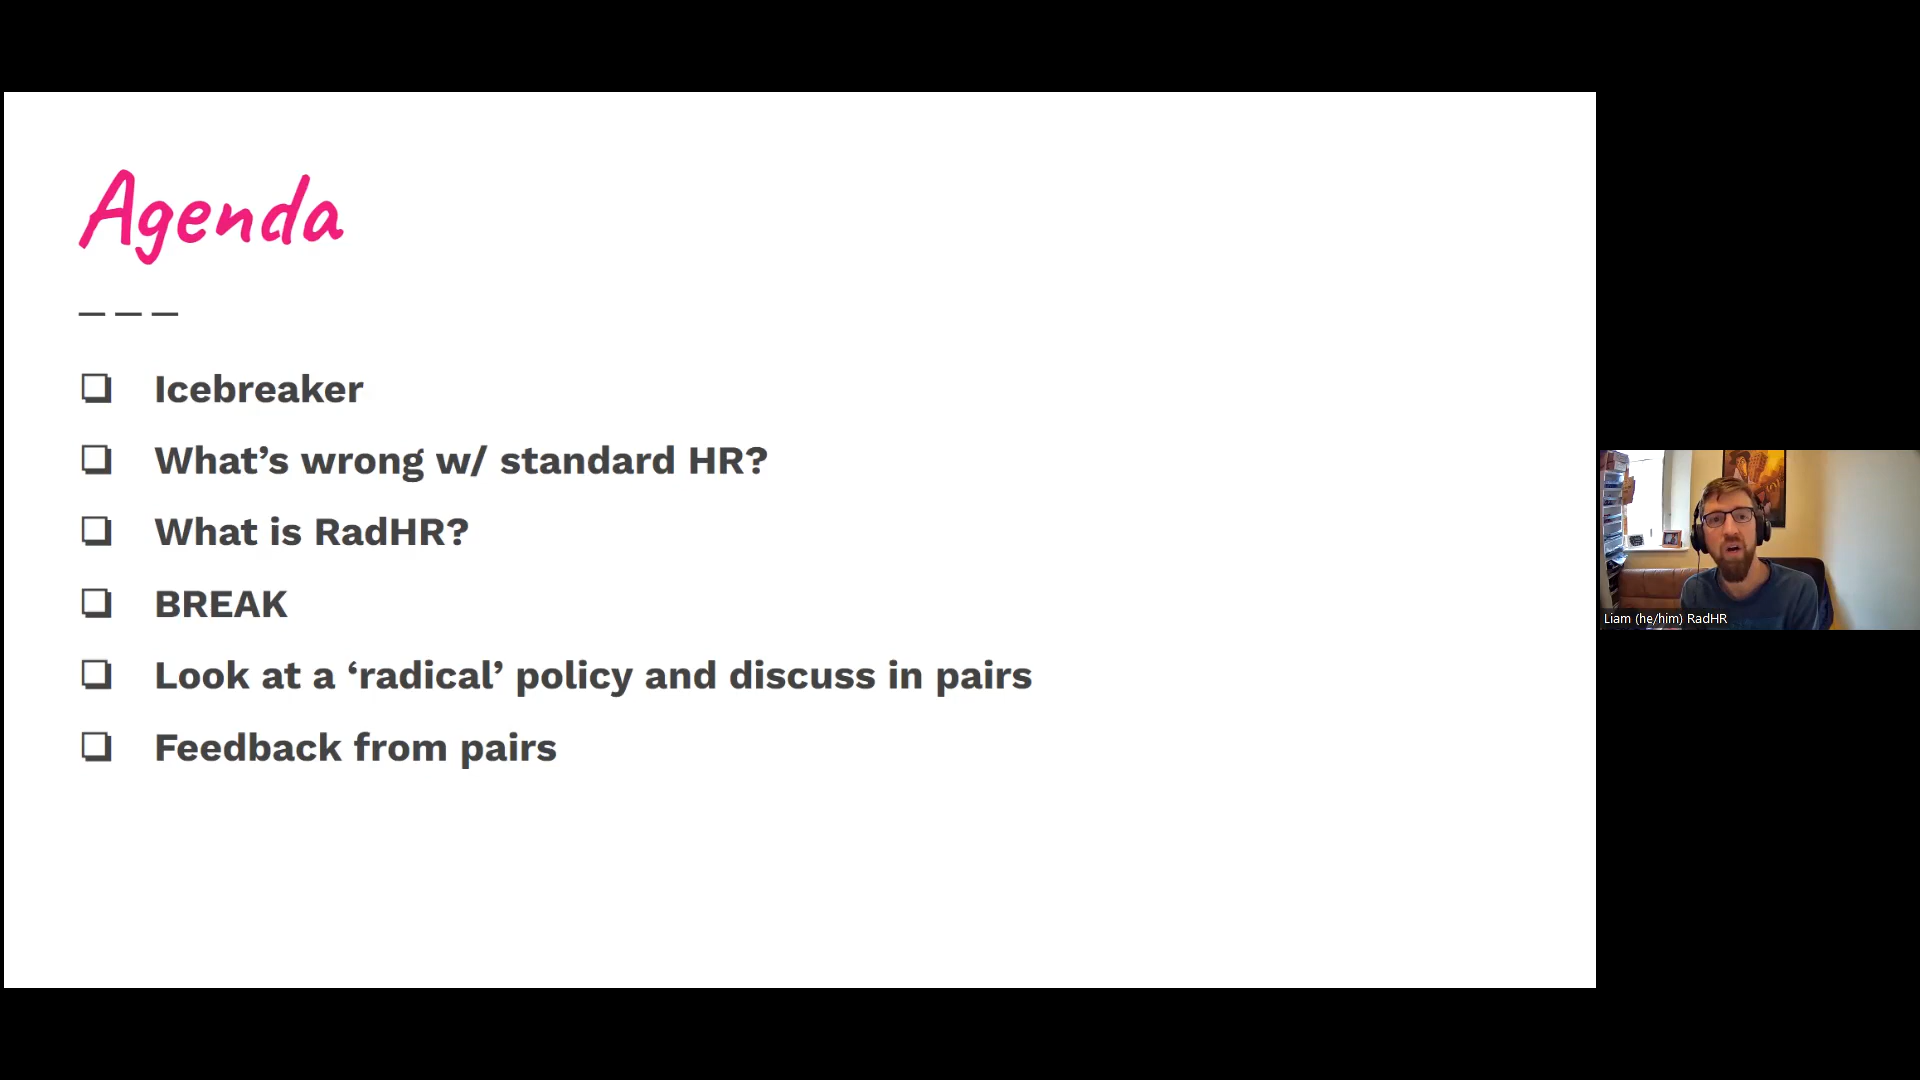 Agenda
❏ Icebreaker
❏ What’s wrong w/ standard HR?
❏ What is RadHR?
❏ BREAK
❏ Look at a ‘radical’ policy and discuss in pairs
❏ Feedback from pairs
Liam (he/him) RadHR